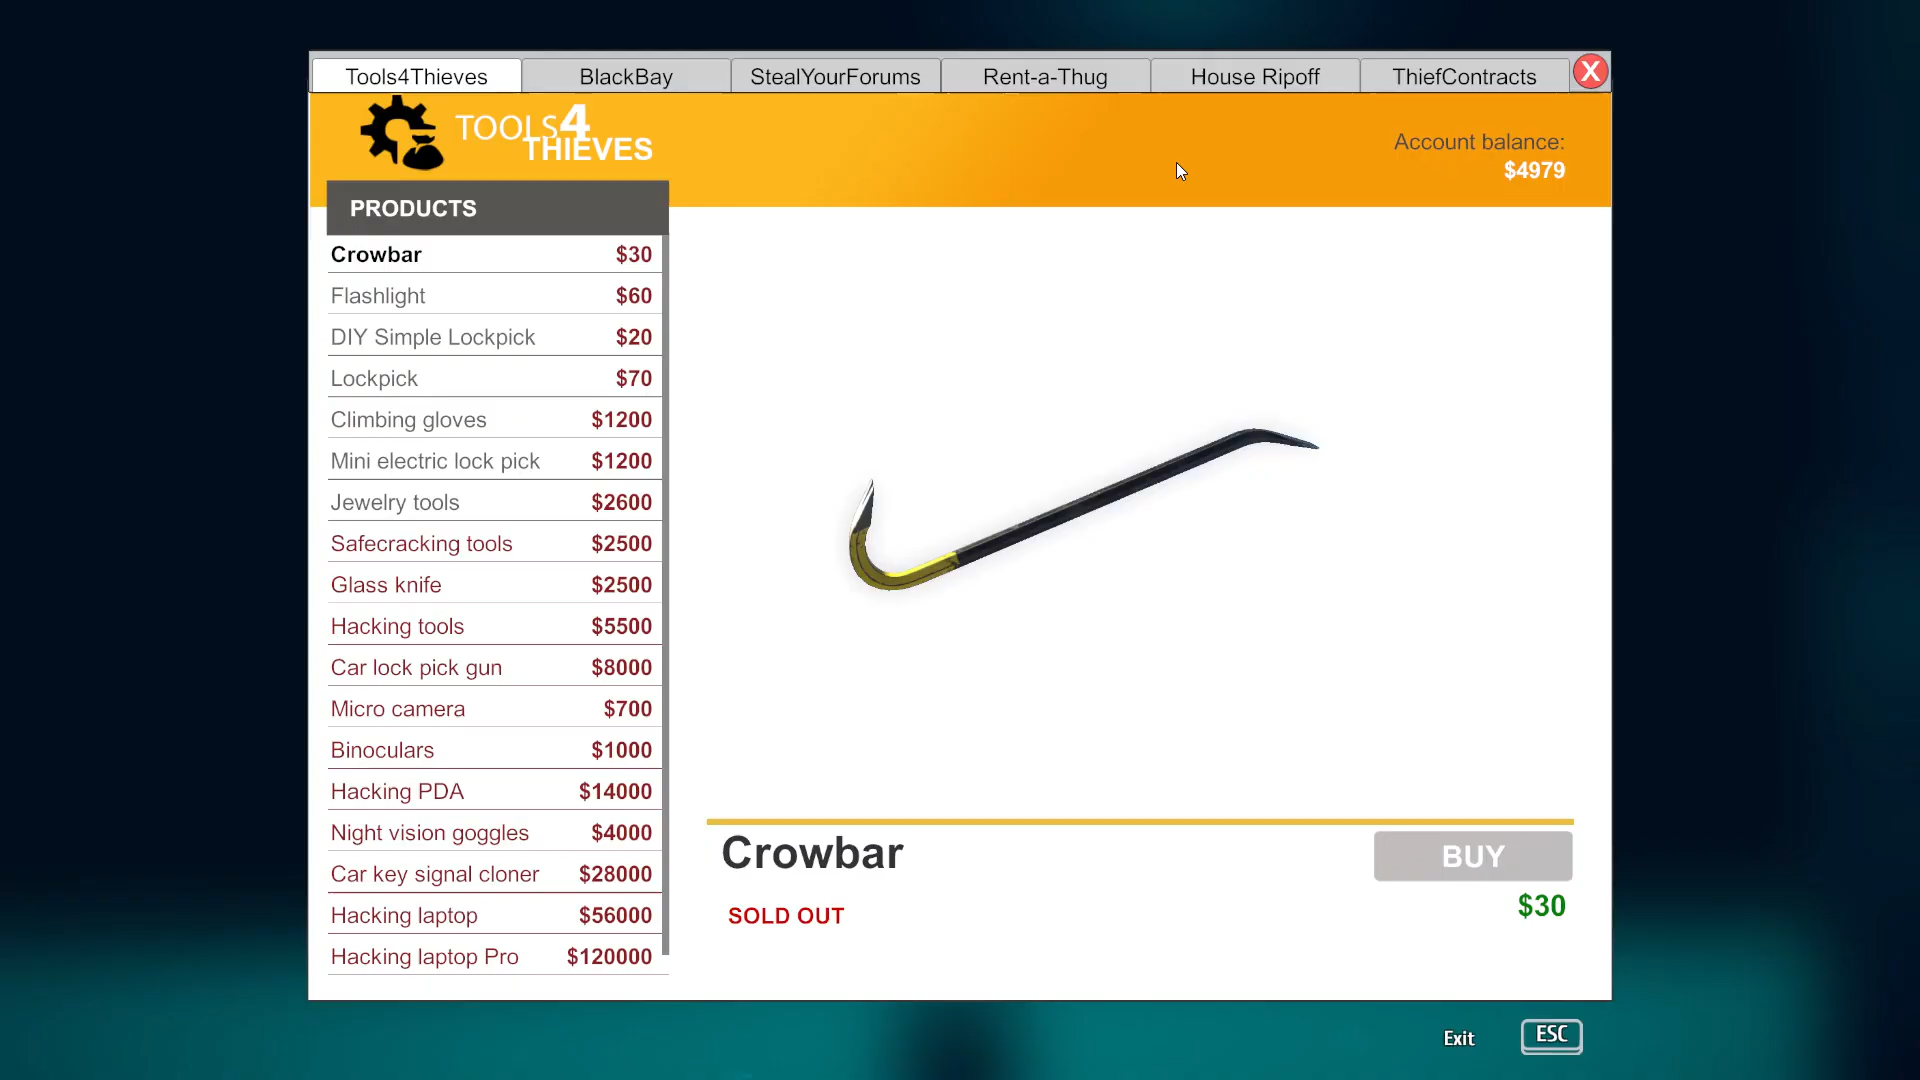 Tools4Thieves BlackBay StealYourForums Rent-a-Thug House Ripoff ThiefContracts X
TOOLS4
THIEVES
Account balance:
$4979
PRODUCTS
Crowbar $30
Flashlight $60
DIY Simple Lockpick $20
Lockpick $70
Climbing gloves $1200
Mini electric lock pick $1200
Jewelry tools $2600
Safecracking tools $2500
Glass knife $2500
Hacking tools $5500
Car lock pick gun $8000
Micro camera $700
Binoculars $1000
Hacking PDA $14000
Night vision goggles $4000
Car key signal cloner $28000
Hacking laptop $56000
Hacking laptop Pro $120000
Crowbar
BUY
SOLD OUT
$30
Exit ESC